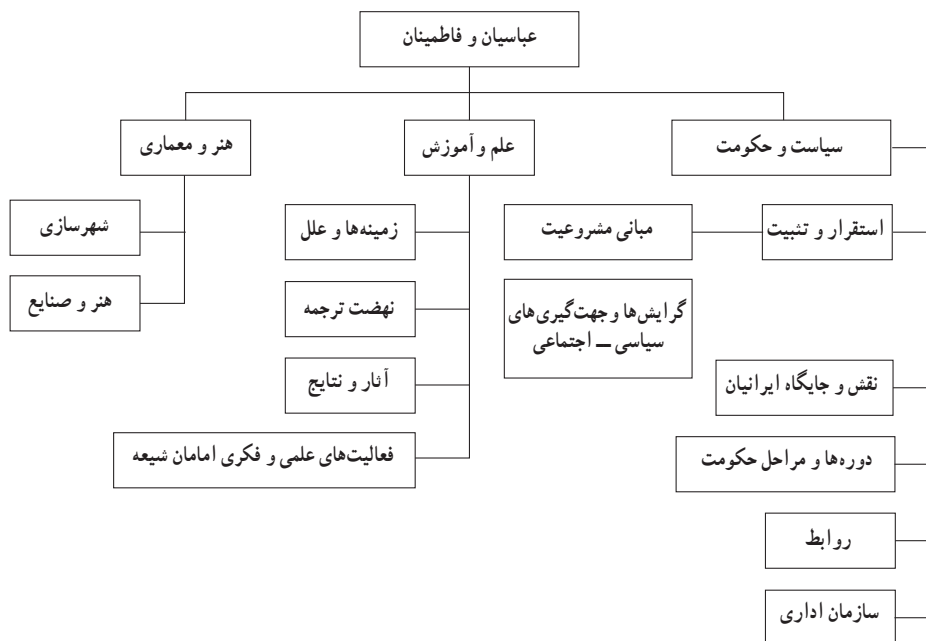 عباسیان و فاطمینان
سیاست و حکومت
علم و آموزش
هنر و معماری
استقرار و تثبیت
مبانی مشروعیت
زمینه‌ها و علل
شهرسازی
گرایش‌ها و جهت‌گیری‌های
سیاسی ــ اجتماعی
نهضت ترجمه
هنر و صنایع
نقش و جایگاه ایرانیان
آثار و نتایج
دوره‌ها و مراحل حکومت
فعالیت‌های علمی و فکری امامان شیعه
روابط
سازمان اداری